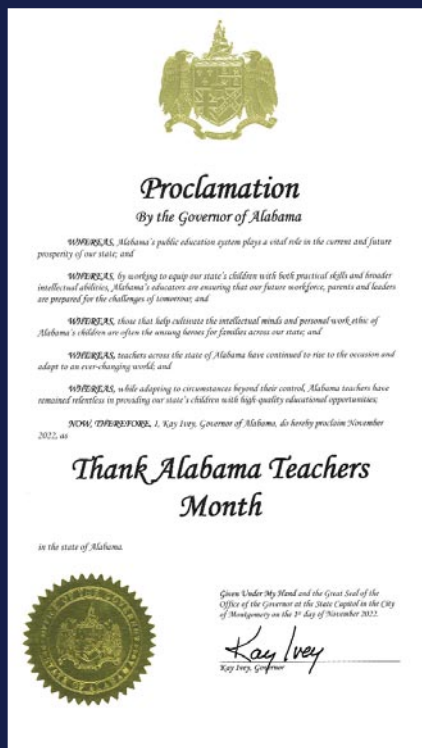 Proclamation
By the Governor of Alabama
WHEREAS, Alabama's public education system plays a vital role in the current and future
prosperity of our state; and
WHEREAS, by working to equip our state's children with both practical skills and broader
intellectual abilities, Alabama's educators are ensuring that our future workforce, parents and leaders
are prepared for the challenges of tomorrow; and
WHEREAS, those that help cultivate the intellectual minds and personal work ethic of
Alabama's children are often the unsung heroes for families across our state; and
WHEREAS, teachers across the state of Alabama have continued to rise to the occasion and
adapt to an ever-changing world; and
WHEREAS, while adapting to circumstances beyond their control, Alabama teachers have
remained relentless in providing our state's children with high-quality educational opportunities;
NOW, THEREFORE, I, Kay Ivey, Governor of Alabama, do hereby proclaim November
2022, as
Thank Alabama Teachers
Month
in the state of Alabama.
Given Under My Hand and the Great Seal of the
Office of the Governor at the State Capitol in the City
of Montgomery on the 1st day of November 2022.
Kay Ivey
Kay Ivey, Governor